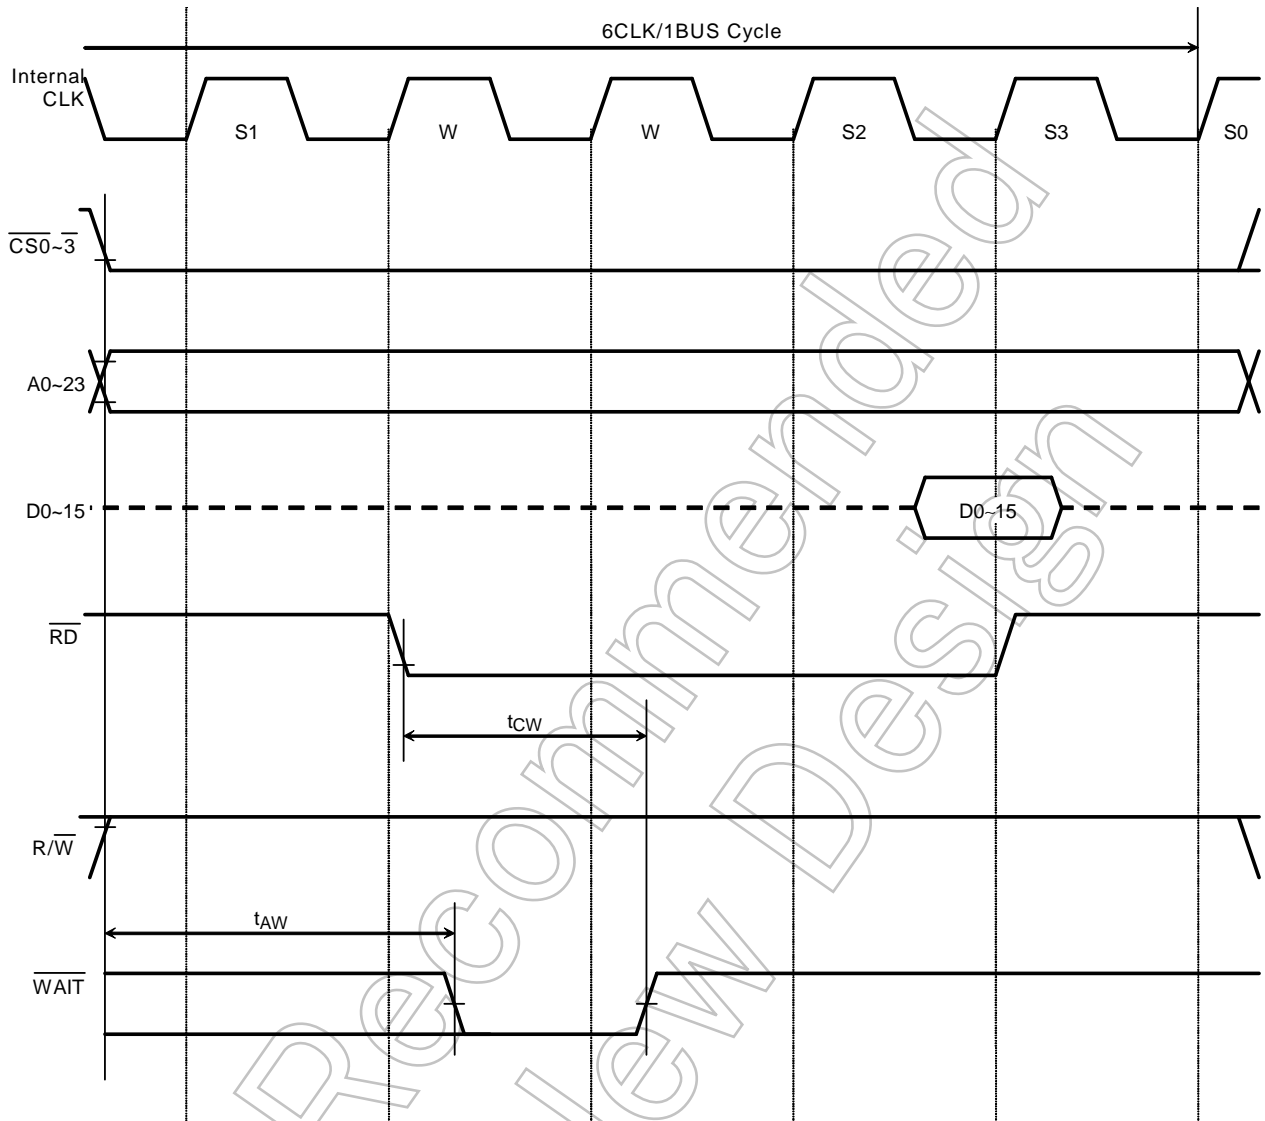 6CLK/1BUS Cycle
Internal
CLK
S1 W W S2 S3 S0
CS0~3
A0~23
D0~15 D0~15
RD
tCW
R/W
tAW
WAIT
Recommended
New Design